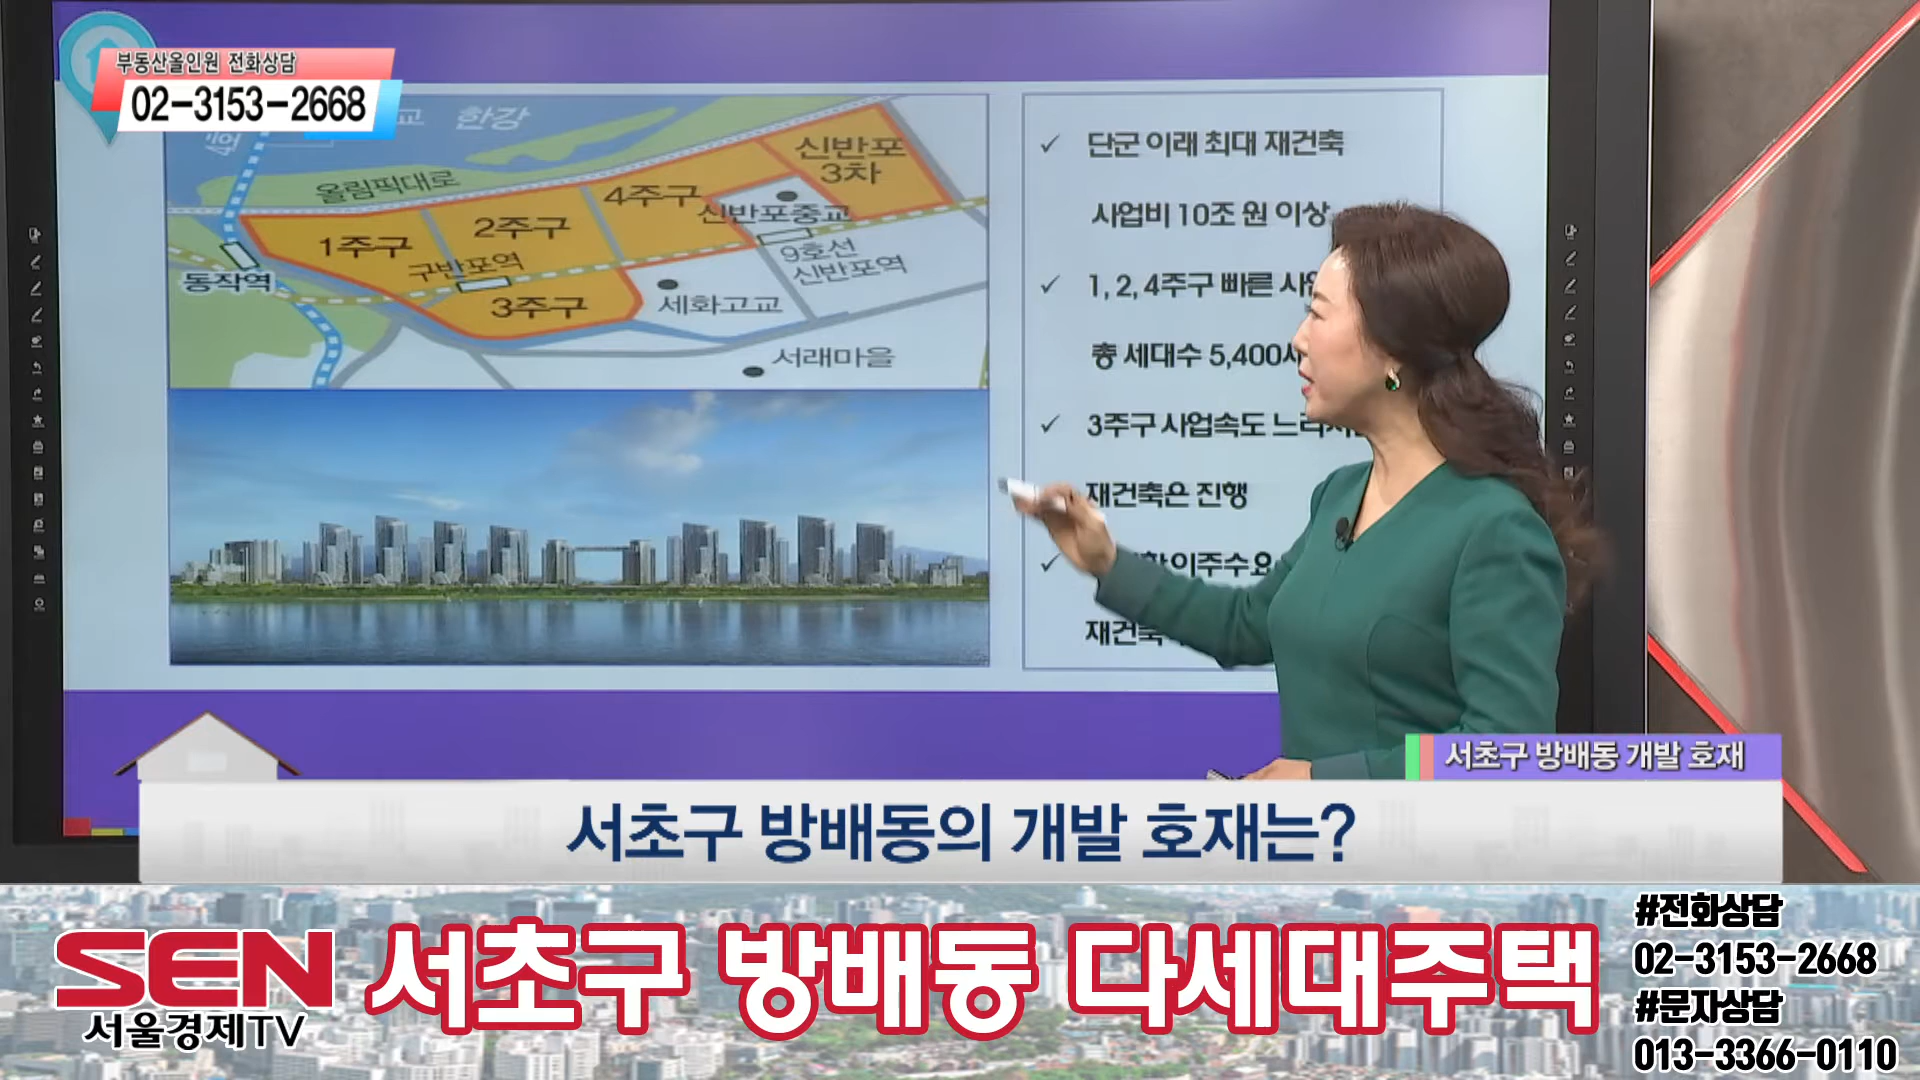 부동산올인원 전화상담
02-3153-2668
한강
올림픽대로
신반포
3차
4주구
2주구
1주구
신반포중교
구반포역
9호선
신반포역
동작역
3주구
세화고교
서래마을
✓ 단군 이래 최대 재건축
사업비 10조 원 이상
✓ 1, 2, 4주구 빠른
총 세대수 5,400
✓ 3주구 사업속도
재건축은 진행
✓ 이주수요
서초구 방배동 개발 호재
서초구 방배동의 개발 호재는?
SEN
서울경제TV
서초구 방배동 다세대주택
#전화상담
02-3153-2668
#문자상담
013-3366-0110